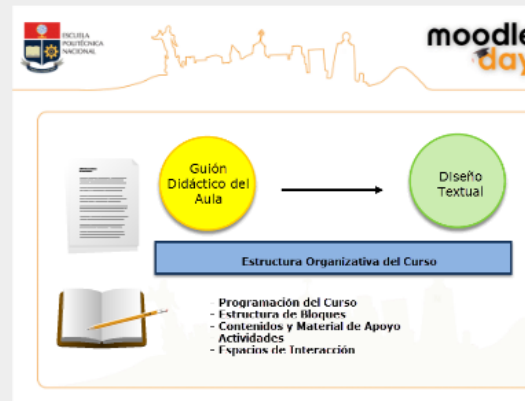 ESCUELA
POLITÉCNICA
NACIONAL
moodle
day
Guión
Didáctico del
Aula
Diseño
Textual
Estructura Organizativa del Curso
- Programación del Curso
- Estructura de Bloques
- Contenidos y Material de Apoyo
Actividades
- Espacios de Interacción